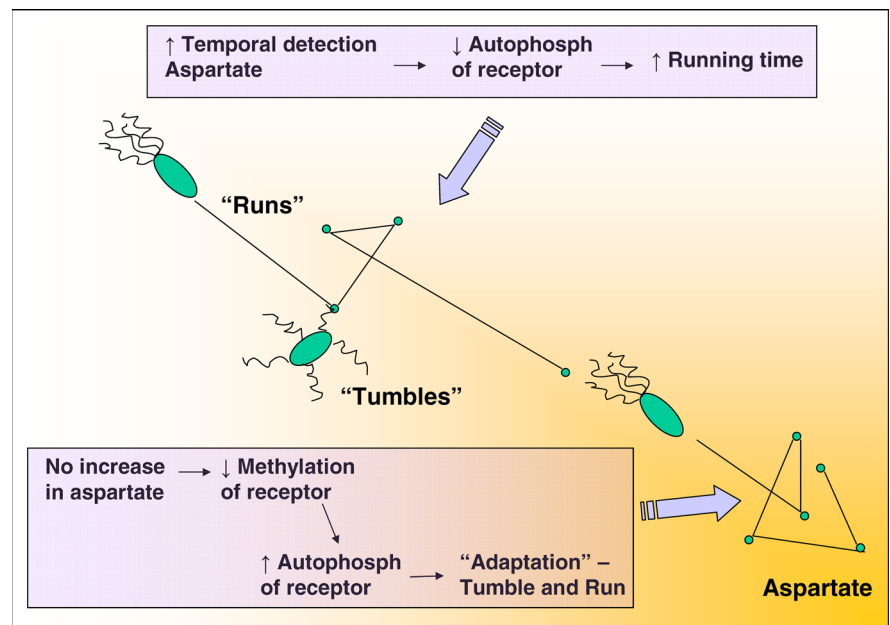 ↑ Temporal detection
Aspartate
↓ Autophosph
of receptor
↑ Running time
“Runs”
“Tumbles”
No increase
in aspartate
↓ Methylation
of receptor
↑ Autophosph
of receptor
“Adaptation” –
Tumble and Run
Aspartate